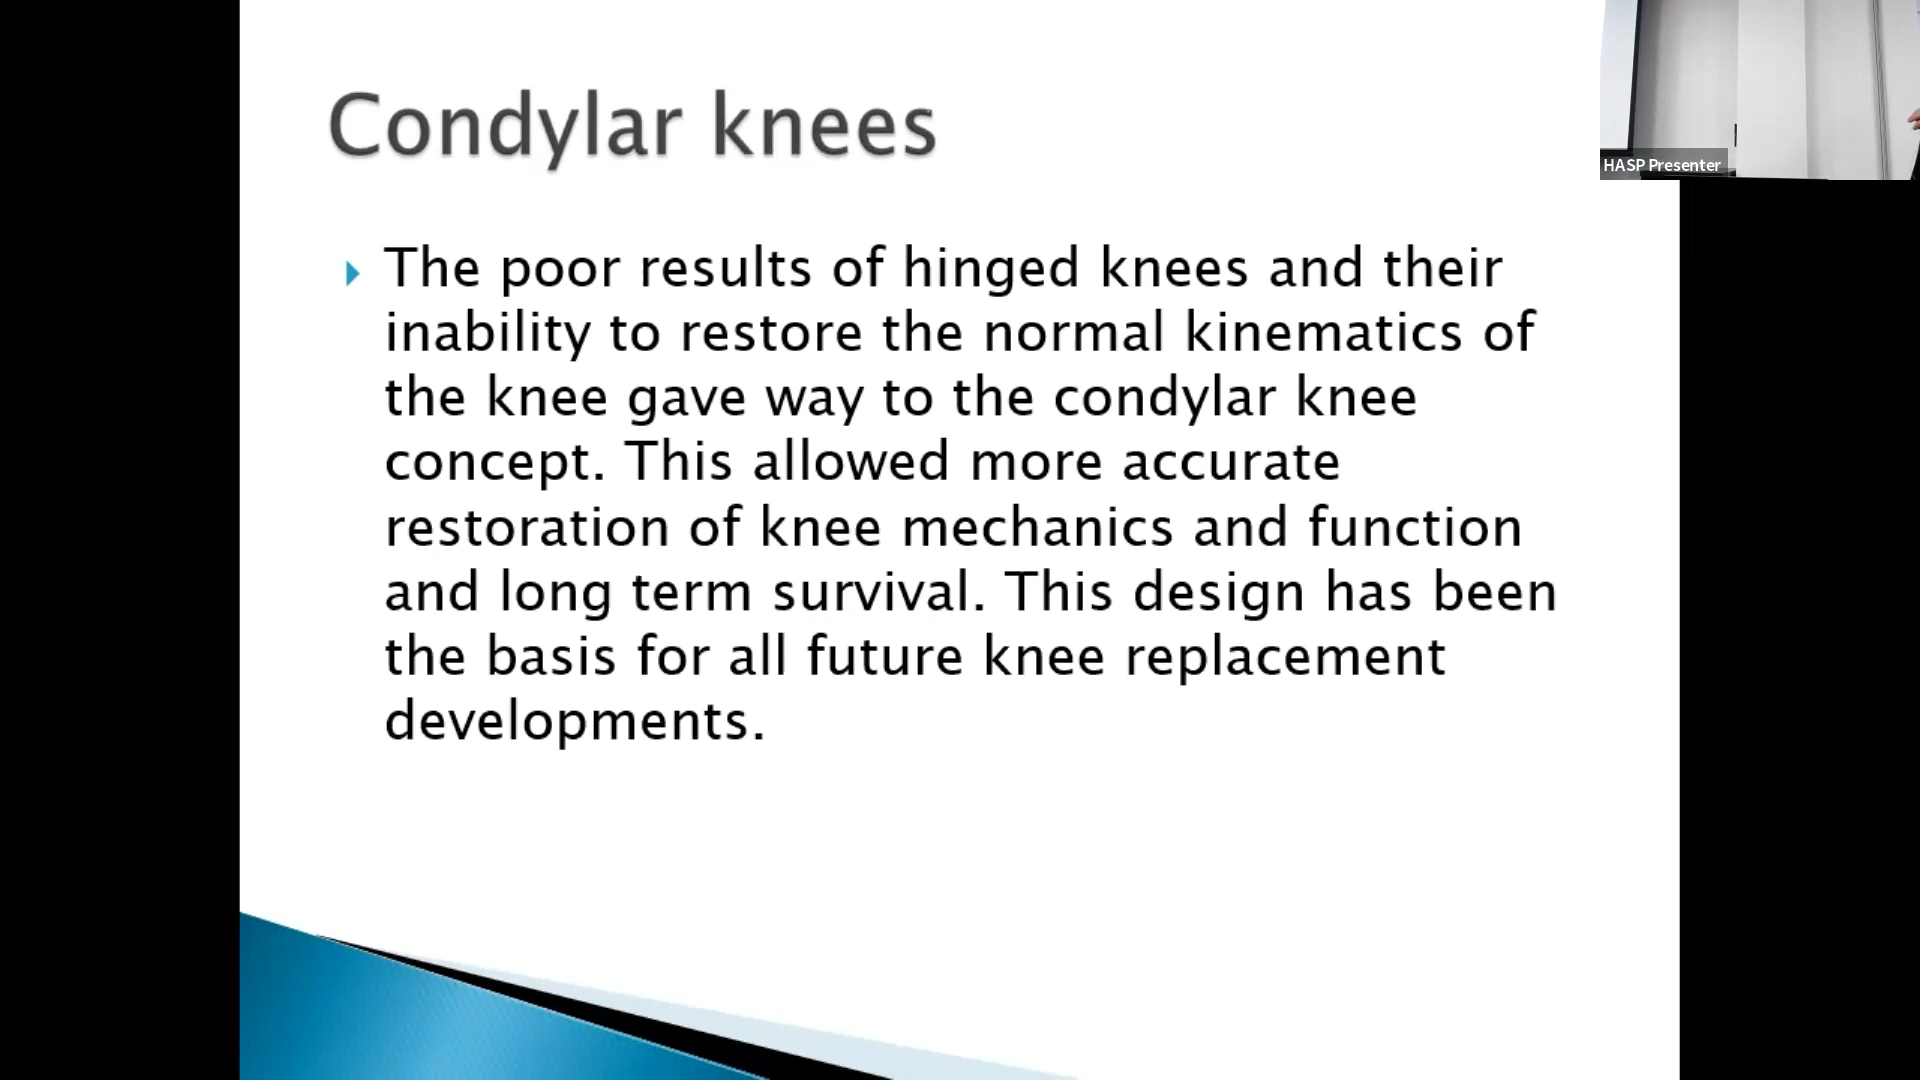 Condylar knees
HASP Presenter
The poor results of hinged knees and their
inability to restore the normal kinematics of
the knee gave way to the condylar knee
concept. This allowed more accurate
restoration of knee mechanics and function
and long term survival. This design has been
the basis for all future knee replacement
developments.